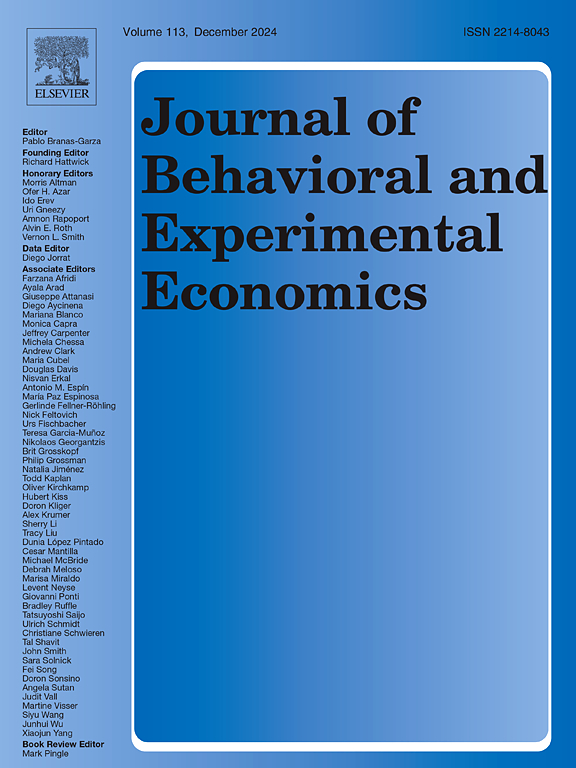 Volume 113, December 2024
ISSN 2214-8043
ELSEVIER
Journal of
Behavioral and
Experimental
Economics
Editor
Pablo Branas-Garza
Founding Editor
Richard Hattwick
Honorary Editors
Morris Altman
Ofer H. Azar
Ido Erev
Uri Gneezy
Amnon Rapoport
Alvin E. Roth
Vernon L. Smith
Data Editor
Diego Jorrat
Associate Editors
Farzana Afridi
Ayala Arad
Giuseppe Attanasi
Diego Aycinena
Mariana Blanco
Monica Capra
Jeffrey Carpenter
Michela Chessa
Andrew Clark
Maria Cubel
Douglas Davis
Nisvan Erkal
Antonio M. Espín
María Paz Espinosa
Gerlinde Fellner-Röhling
Nick Feltovich
Urs Fischbacher
Teresa Garcia-Muñoz
Nikolaos Georgantzis
Brit Grosskopf
Philip Grossman
Natalia Jiménez
Todd Kaplan
Oliver Kirchkamp
Hubert Kiss
Doron Kliger
Alex Krumer
Sherry Li
Tracy Liu
Dunia López Pintado
Cesar Mantilla
Michael McBride
Debrah Meloso
Marisa Miraldo
Levent Neyse
Giovanni Ponti
Bradley Ruffle
Tatsuyoshi Saijo
Ulrich Schmidt
Christiane Schwieren
Tal Shavit
John Smith
Sara Solnick
Fei Song
Doron Sonsino
Angela Sutan
Judit Vall
Martine Visser
Siyu Wang
Junhui Wu
Xiaojun Yang
Book Review Editor
Mark Pingle